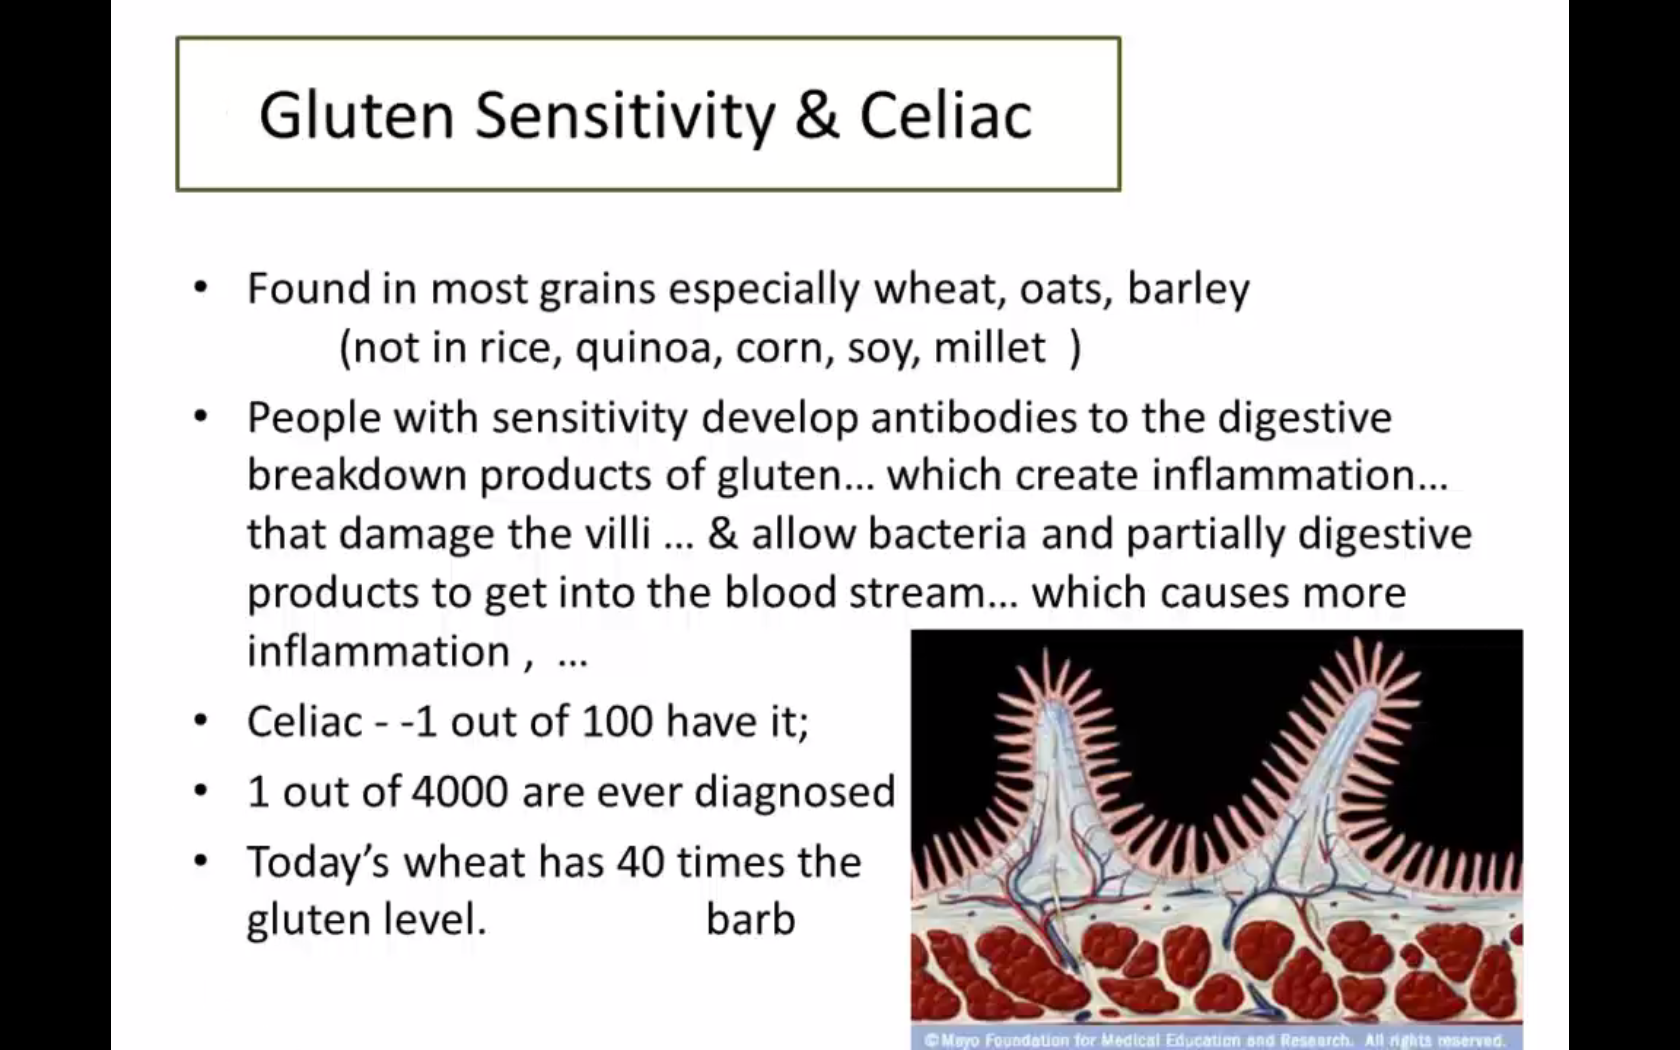 Gluten Sensitivity & Celiac
• Found in most grains especially wheat, oats, barley
(not in rice, quinoa, corn, soy, millet )
• People with sensitivity develop antibodies to the digestive
breakdown products of gluten... which create inflammation...
that damage the villi ... & allow bacteria and partially digestive
products to get into the blood stream... which causes more
inflammation , ...
• Celiac - -1 out of 100 have it;
• 1 out of 4000 are ever diagnosed
• Today’s wheat has 40 times the
gluten level. barb
©Mayo Foundation for Medical Education and Research. All rights reserved.